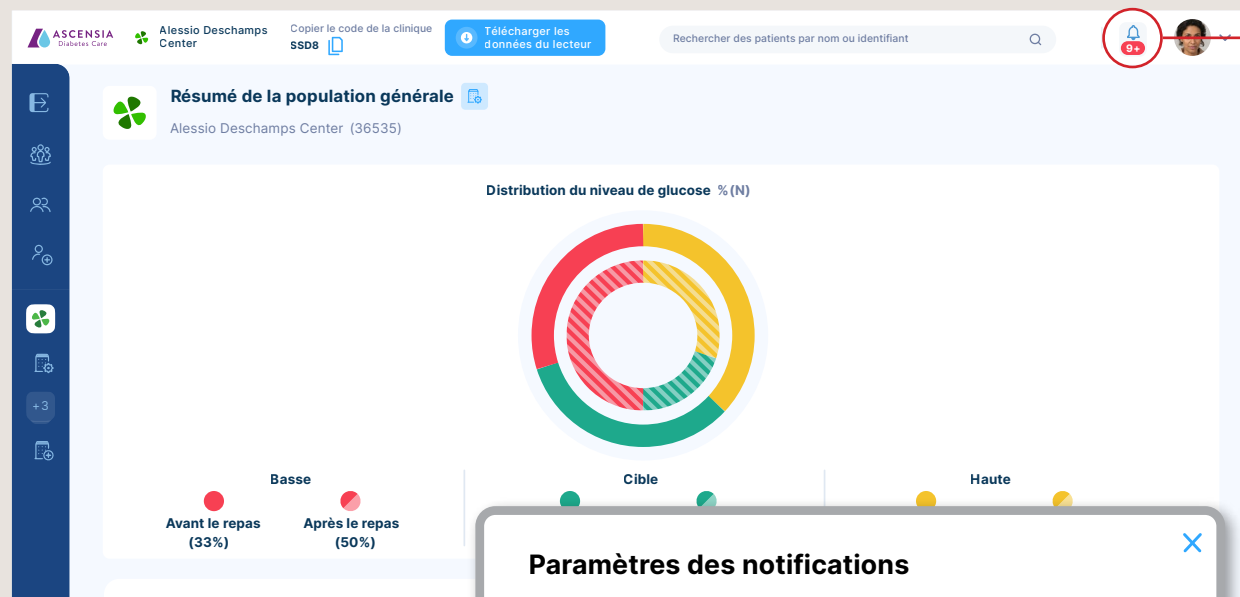 ASCENSIA
Diabetes Care
Alessio Deschamps
Center
Copier le code de la clinique
SSD8
Télécharger les
données du lecteur
Rechercher des patients par nom ou identifiant
9+
Résumé de la population générale
Alessio Deschamps Center (36535)
+3
Distribution du niveau de glucose %(N)
Basse
Cible
Haute
Avant le repas
Après le repas
(33%)
(50%)
Paramètres des notifications